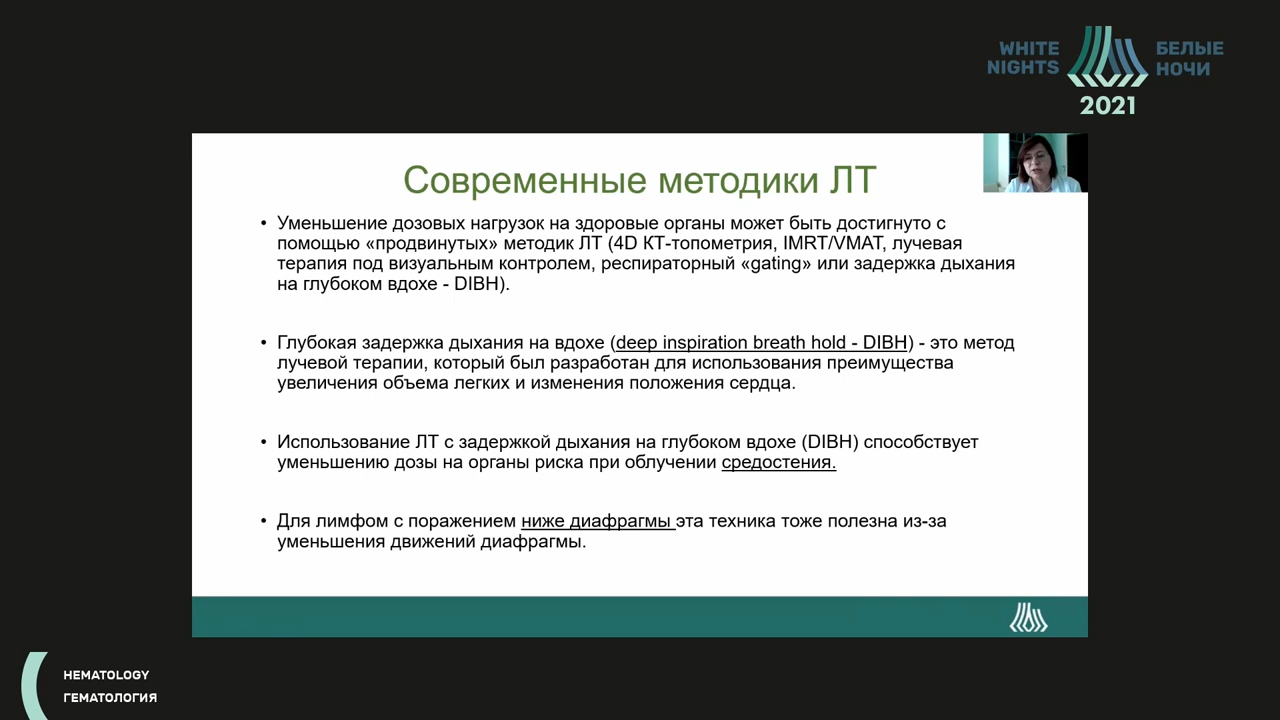 WHITE
NIGHTS
БЕЛЫЕ
НОЧИ
2021
Современные методики ЛТ
• Уменьшение дозовых нагрузок на здоровые органы может быть достигнуто с
помощью «продвинутых» методик ЛТ (4D КТ-топометрия, IMRT/VMAT, лучевая
терапия под визуальным контролем, респираторный «gating» или задержка дыхания
на глубоком вдохе - DIBH).
• Глубокая задержка дыхания на вдохе (deep inspiration breath hold - DIBH) - это метод
лучевой терапии, который был разработан для использования преимущества
увеличения объема легких и изменения положения сердца.
• Использование ЛТ с задержкой дыхания на глубоком вдохе (DIBH) способствует
уменьшению дозы на органы риска при облучении средостения.
• Для лимфом с поражением ниже диафрагмы эта техника тоже полезна из-за
уменьшения движений диафрагмы.
HEMATOLOGY
ГЕМАТОЛОГИЯ